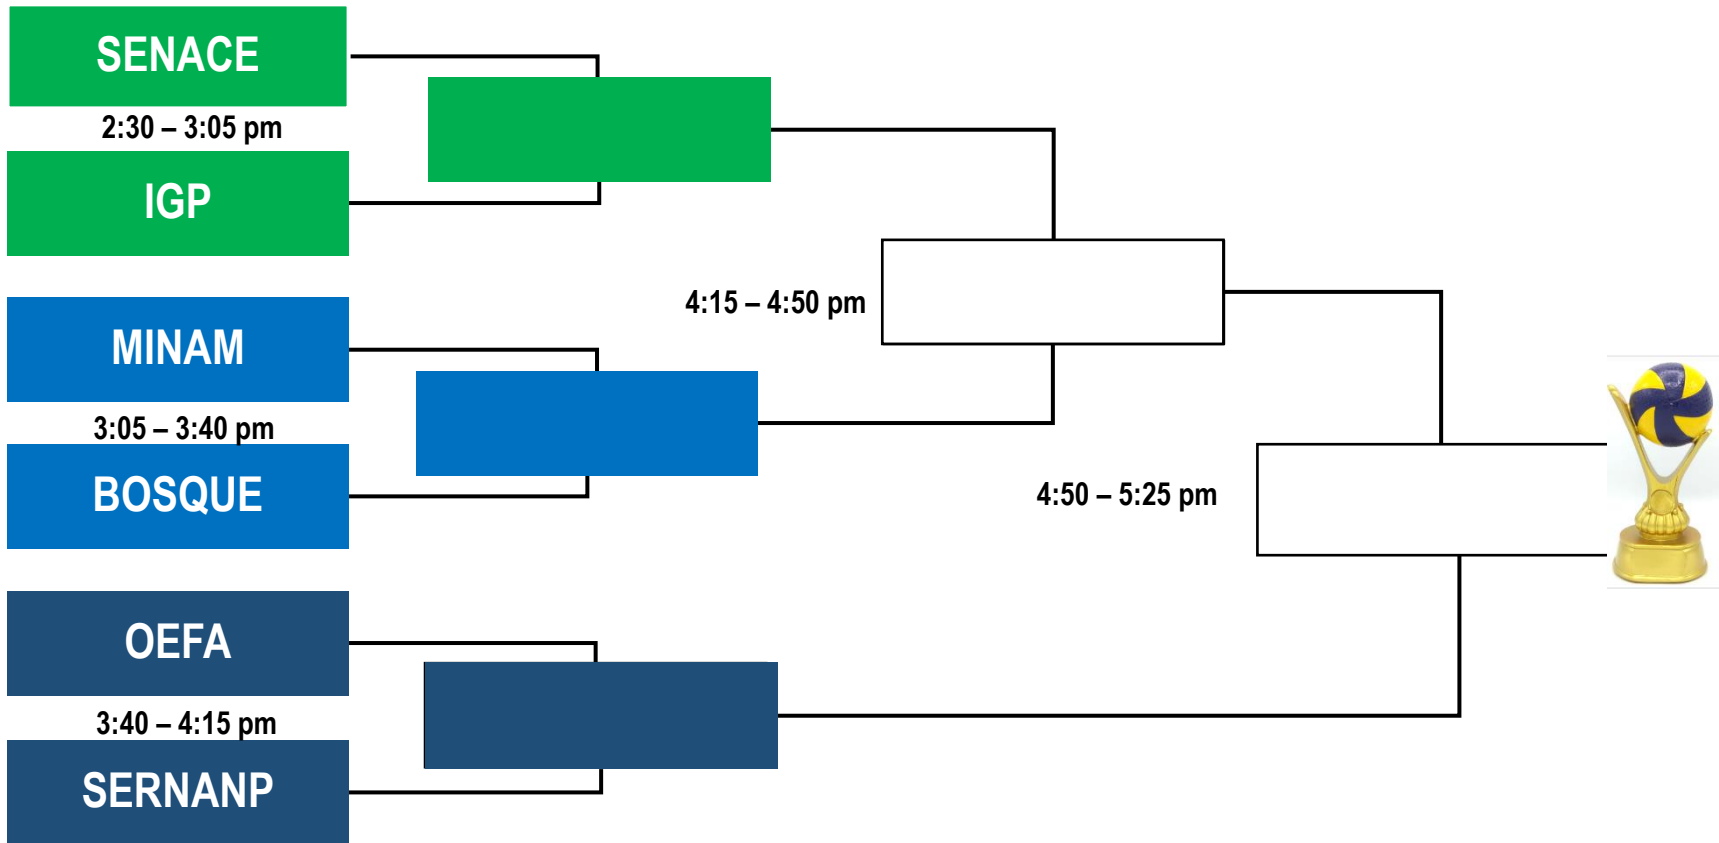 SENACE
2:30 – 3:05 pm
IGP
MINAM
3:05 – 3:40 pm
BOSQUE
OEFA
3:40 – 4:15 pm
SERNANP
4:15 – 4:50 pm
4:50 – 5:25 pm